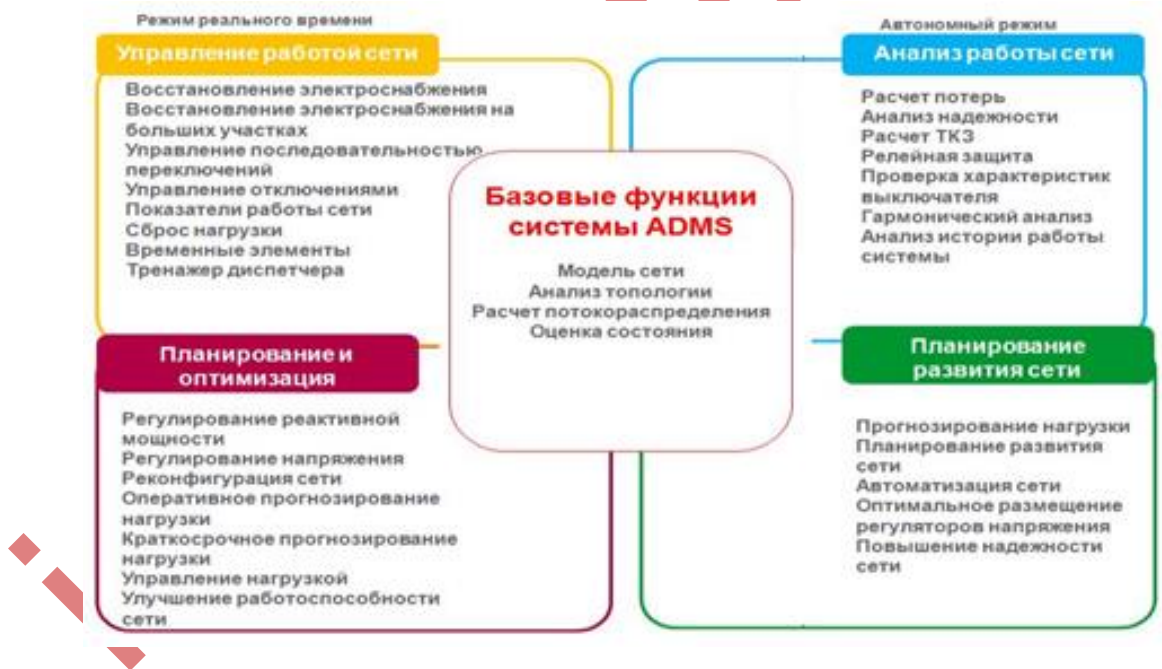 Режим реального времени
Управление работой сети
Восстановление электроснабжения
Восстановление электроснабжения на
больших участках
Управление последовательностью
переключений
Управление отключениями
Показатели работы сети
Сброс нагрузки
Временные элементы
Тренажер диспетчера
Автономный режим
Анализ работы сети
Расчет потерь
Анализ надежности
Расчет ТКЗ
Релейная защита
Проверка характеристик
выключателя
Гармонический анализ
Анализ истории работы
системы
Базовые функции
системы ADMS
Модель сети
Анализ топологии
Расчет потокораспределения
Оценка состояния
Планирование и
оптимизация
Регулирование реактивной
мощности
Регулирование напряжения
Реконфигурация сети
Оперативное прогнозирование
нагрузки
Краткосрочное прогнозирование
нагрузки
Управление нагрузкой
Улучшение работоспособности
сети
Планирование
развития сети
Прогнозирование нагрузки
Планирование развития
сети
Автоматизация сети
Оптимальное размещение
регуляторов напряжения
Повышение надежности
сети